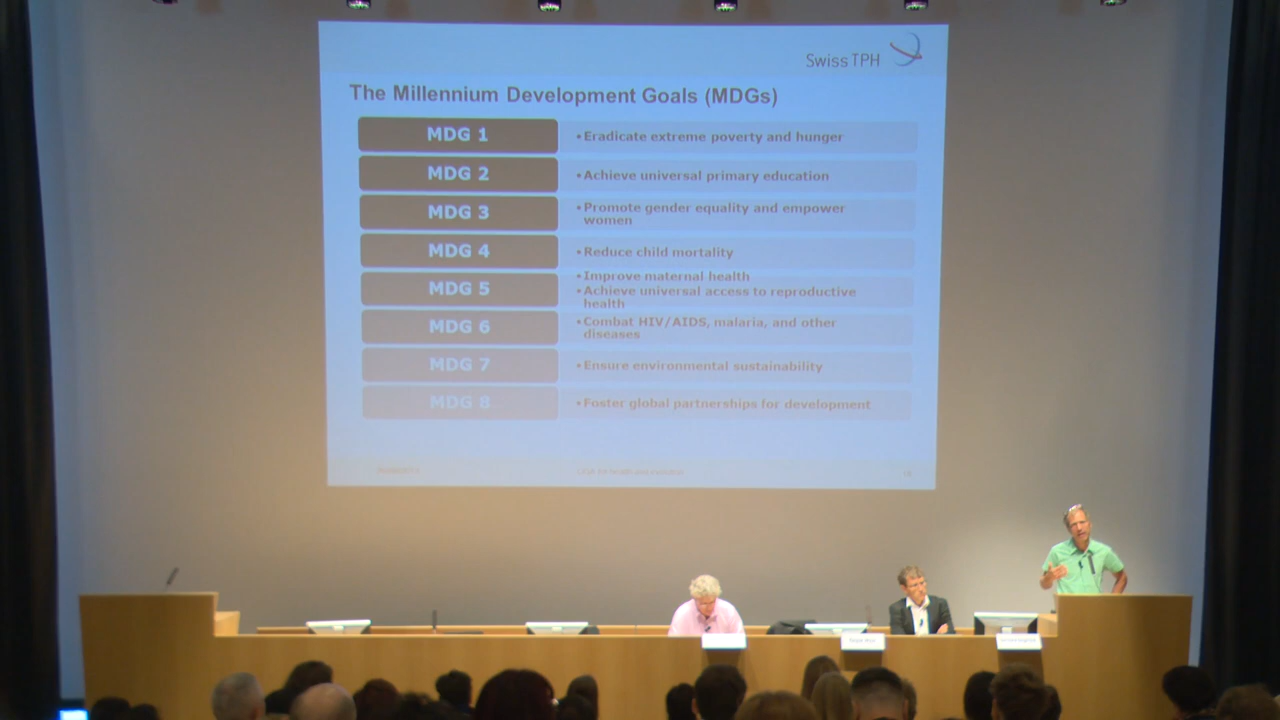 Swiss TPH
The Millennium Development Goals (MDGs)
MDG 1
• Eradicate extreme poverty and hunger
MDG 2
• Achieve universal primary education
MDG 3
• Promote gender equality and empower
women
MDG 4
• Reduce child mortality
MDG 5
• Improve maternal health
• Achieve universal access to reproductive
health
MDG 6
• Combat HIV/AIDS, malaria, and other
diseases
MDG 7
• Ensure environmental sustainability
MDG 8
• Foster global partnerships for development